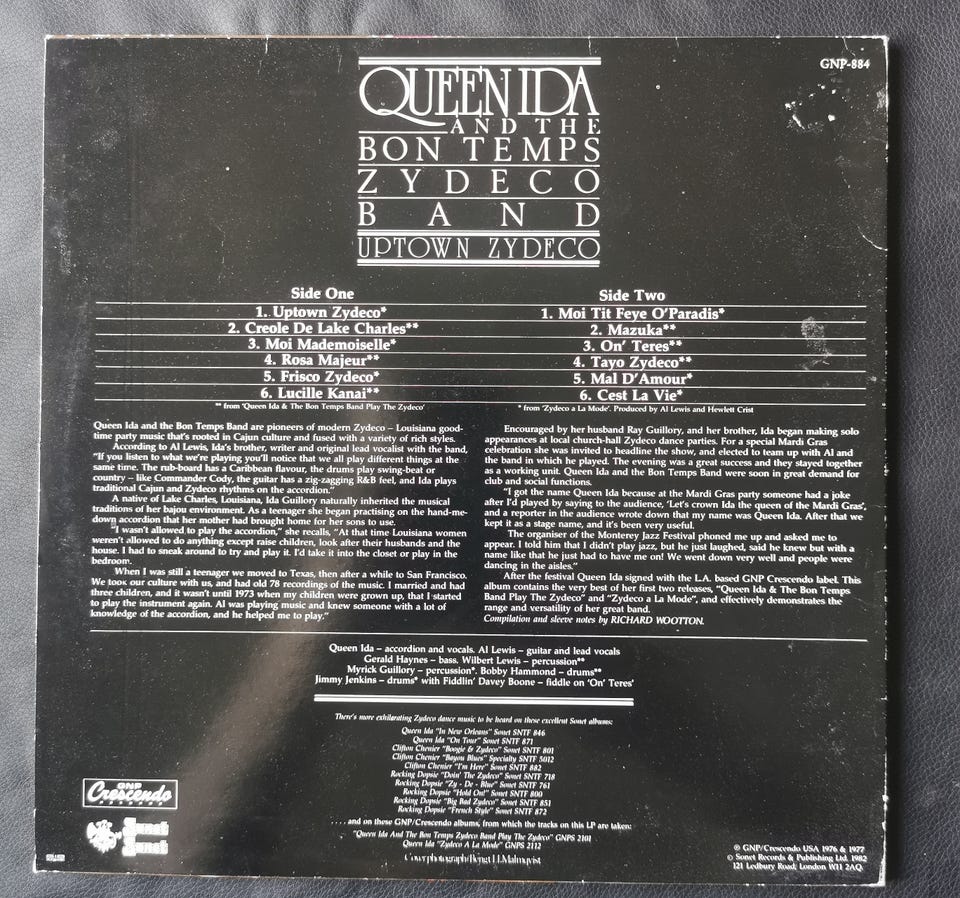 GNP-884
QUEEN IDA
AND THE
BON TEMPS
ZYDECO
BAND
UPTOWN ZYDECO
Side One
1. Uptown Zydeco*
2. Creole De Lake Charles**
3. Moi Mademoiselle*
4. Rosa Majeur**
5. Frisco Zydeco*
6. Lucille Kanai**
** from 'Queen Ida & The Bon Temps Band Play The Zydeco'
Side Two
1. Moi Tit Feye O'Paradis*
2. Mazuka**
3. On' Teres**
4. Tayo Zydeco**
5. Mal D'Amour*
6. Cest La Vie*
* from 'Zydeco a La Mode'. Produced by Al Lewis and Hewlett Crist
Queen Ida and the Bon Temps Band are pioneers of modern Zydeco – Louisiana good-
time party music that's rooted in Cajun culture and fused with a variety of rich styles.
According to Al Lewis, Ida's brother, writer and original lead vocalist with the band,
"If you listen to what we're playing you'll notice that we all play different things at the
same time. The rub-board has a Caribbean flavour, the drums play swing-beat or
country – like Commander Cody, the guitar has a zig-zagging R&B feel, and Ida plays
traditional Cajun and Zydeco rhythms on the accordion."
A native of Lake Charles, Louisiana, Ida Guillory naturally inherited the musical
traditions of her bajou environment. As a teenager she began practising on the hand-me-
down accordion that her mother had brought home for her sons to use.
"I wasn't allowed to play the accordion," she recalls, "At that time Louisiana women
weren't allowed to do anything except raise children, look after their husbands and the
house. I had to sneak around to try and play it. I'd take it into the closet or play in the
bedroom.
When I was still a teenager we moved to Texas, then after a while to San Francisco.
We took our culture with us, and had old 78 recordings of the music. I married and had
three children, and it wasn't until 1973 when my children were grown up, that I started
to play the instrument again. Al was playing music and knew someone with a lot of
knowledge of the accordion, and he helped me to play."
Encouraged by her husband Ray Guillory, and her brother, Ida began making solo
appearances at local church-hall Zydeco dance parties. For a special Mardi Gras
celebration she was invited to headline the show, and elected to team up with Al and
the band in which he played. The evening was a great success and they stayed together
as a working unit. Queen Ida and the Bon Temps Band were soon in great demand for
club and social functions.
"I got the name Queen Ida because at the Mardi Gras party someone had a joke
after I'd played by saying to the audience, 'Let's crown Ida the queen of the Mardi Gras',
and a reporter in the audience wrote down that my name was Queen Ida. After that we
kept it as a stage name, and it's been very useful.
The organiser of the Monterey Jazz Festival phoned me up and asked me to
appear. I told him that I didn't play jazz, but he just laughed, said he knew but with a
name like that he just had to have me on! We went down very well and people were
dancing in the aisles."
After the festival Queen Ida signed with the L.A. based GNP Crescendo label. This
album contains the very best of her first two releases, "Queen Ida & The Bon Temps
Band Play The Zydeco" and "Zydeco a La Mode", and effectively demonstrates the
range and versatility of her great band.
Compilation and sleeve notes by RICHARD WOOTTON.
Queen Ida – accordion and vocals. Al Lewis – guitar and lead vocals
Gerald Haynes – bass. Wilbert Lewis – percussion**
Myrick Guillory – percussion*. Bobby Hammond – drums**
Jimmy Jenkins – drums* with Fiddlin' Davey Boone – fiddle on 'On' Teres'
There's more exhilarating Zydeco dance music to be heard on these excellent Sonet albums:
Queen Ida "In New Orleans" Sonet SNTF 846
Queen Ida "On Tour" Sonet SNTF 871
Clifton Chenier "Boogie & Zydeco" Sonet SNTF 801
Clifton Chenier "Bayou Blues" Specialty SNTF 5012
Clifton Chenier "I'm Here" Sonet SNTF 882
Rocking Dopsie "Doin' The Zydeco" Sonet SNTF 718
Rocking Dopsie "Zy - De - Blue" Sonet SNTF 761
Rocking Dopsie "Hold On!" Sonet SNTF 800
Rocking Dopsie "Big Bad Zydeco" Sonet SNTF 851
Rocking Dopsie "French Style" Sonet SNTF 872
. . . . and on these GNP/Crescendo albums, from which the tracks on this LP are taken:
"Queen Ida And The Bon Temps Zydeco Band Play The Zydeco" GNPS 2101
Queen Ida "Zydeco A La Mode" GNPS 2112
Cover photograph: Bengt H. Malmqvist
GNP
Crescendo
RECORDS
Sonet
Sonet
℗ GNP/Crescendo USA 1976 & 1977
© Sonet Records & Publishing Ltd. 1982
121 Ledbury Road, London W11 2AQ.